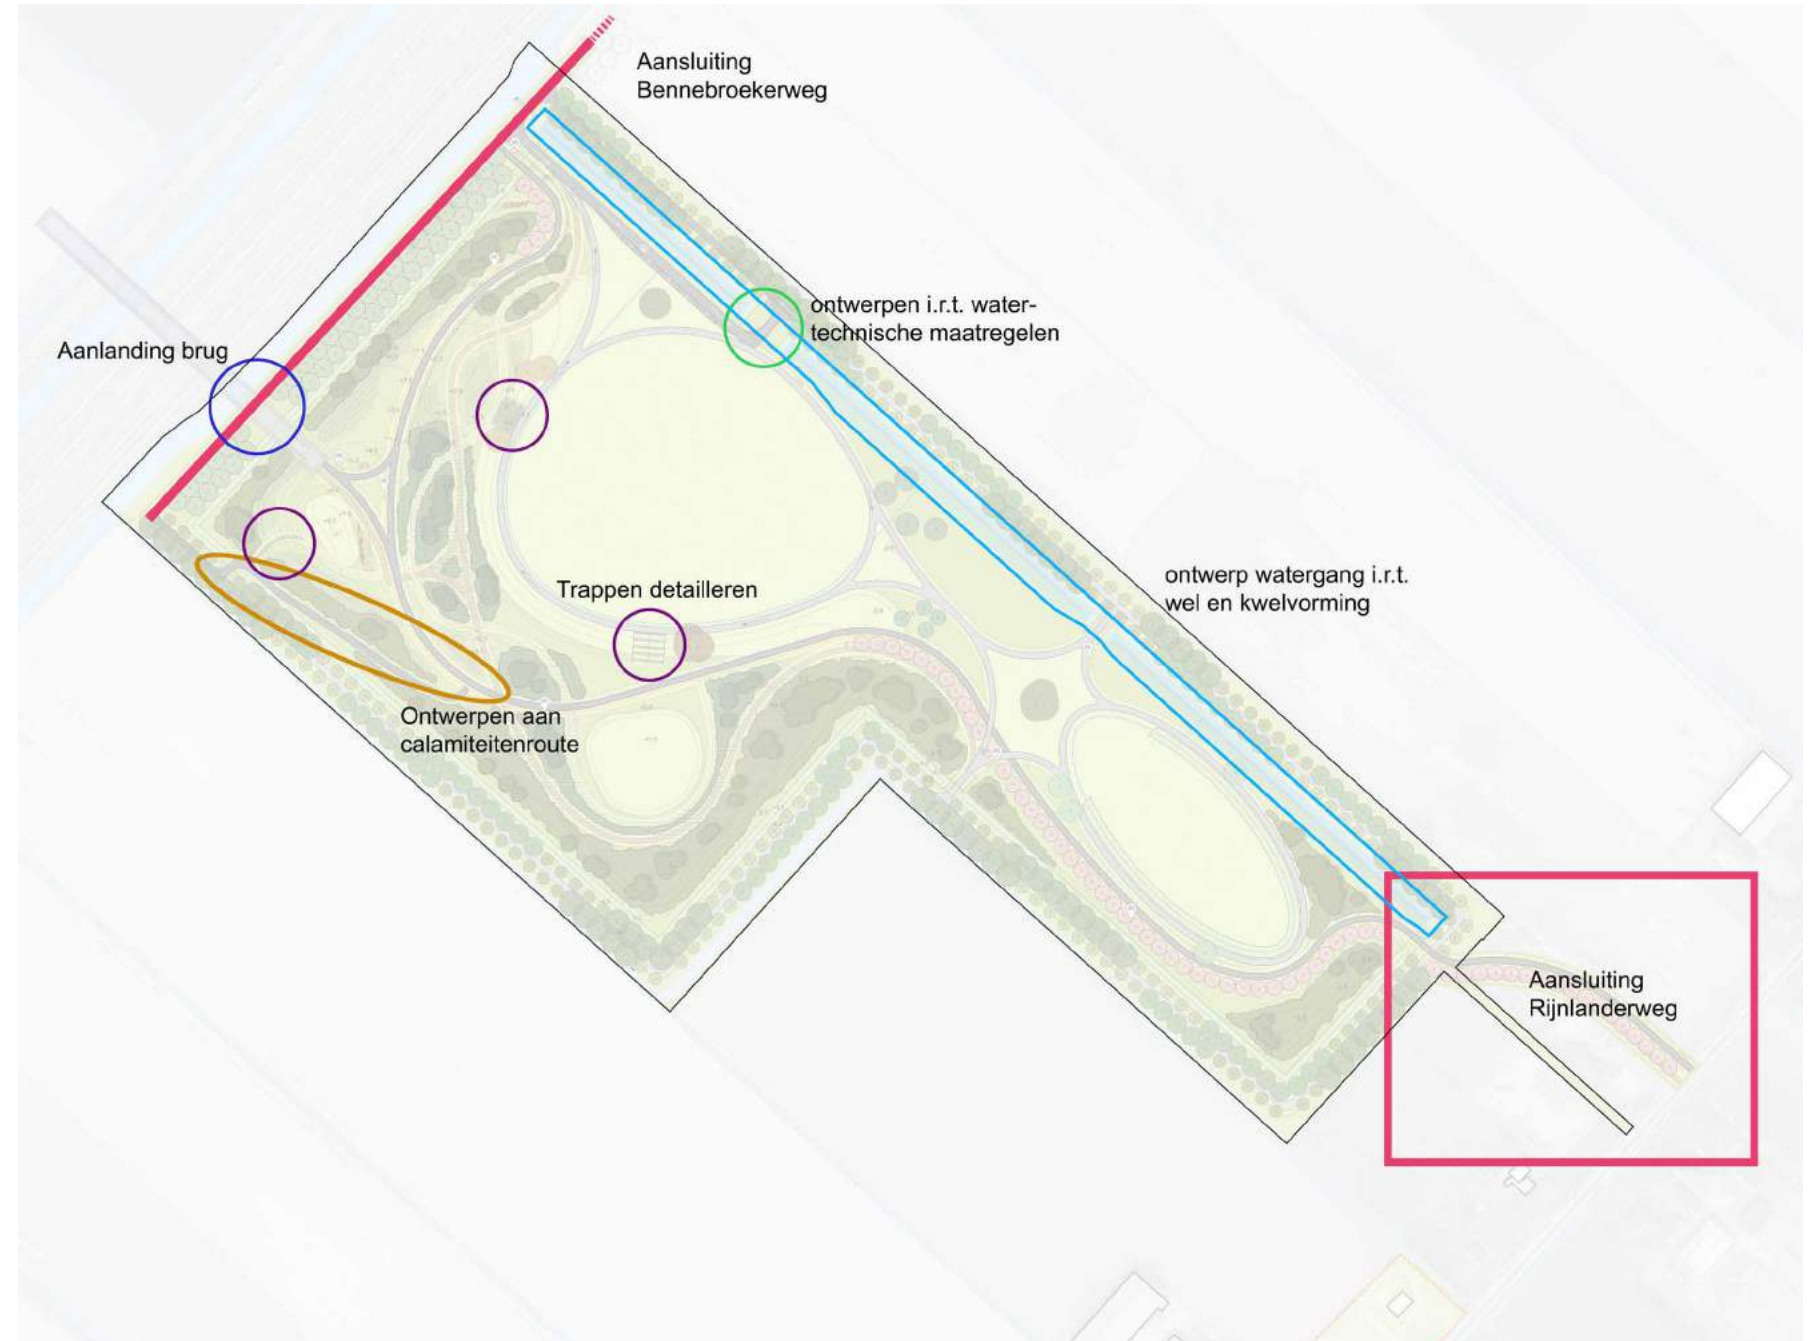 Aansluiting
Bennebroekerweg
ontwerpen i.r.t. water-
technische maatregelen
Aanlanding brug
ontwerp watergang i.r.t.
wel en kwelvorming
Trappen detailleren
Ontwerpen aan
calamiteitenroute
Aansluiting
Rijnlanderweg